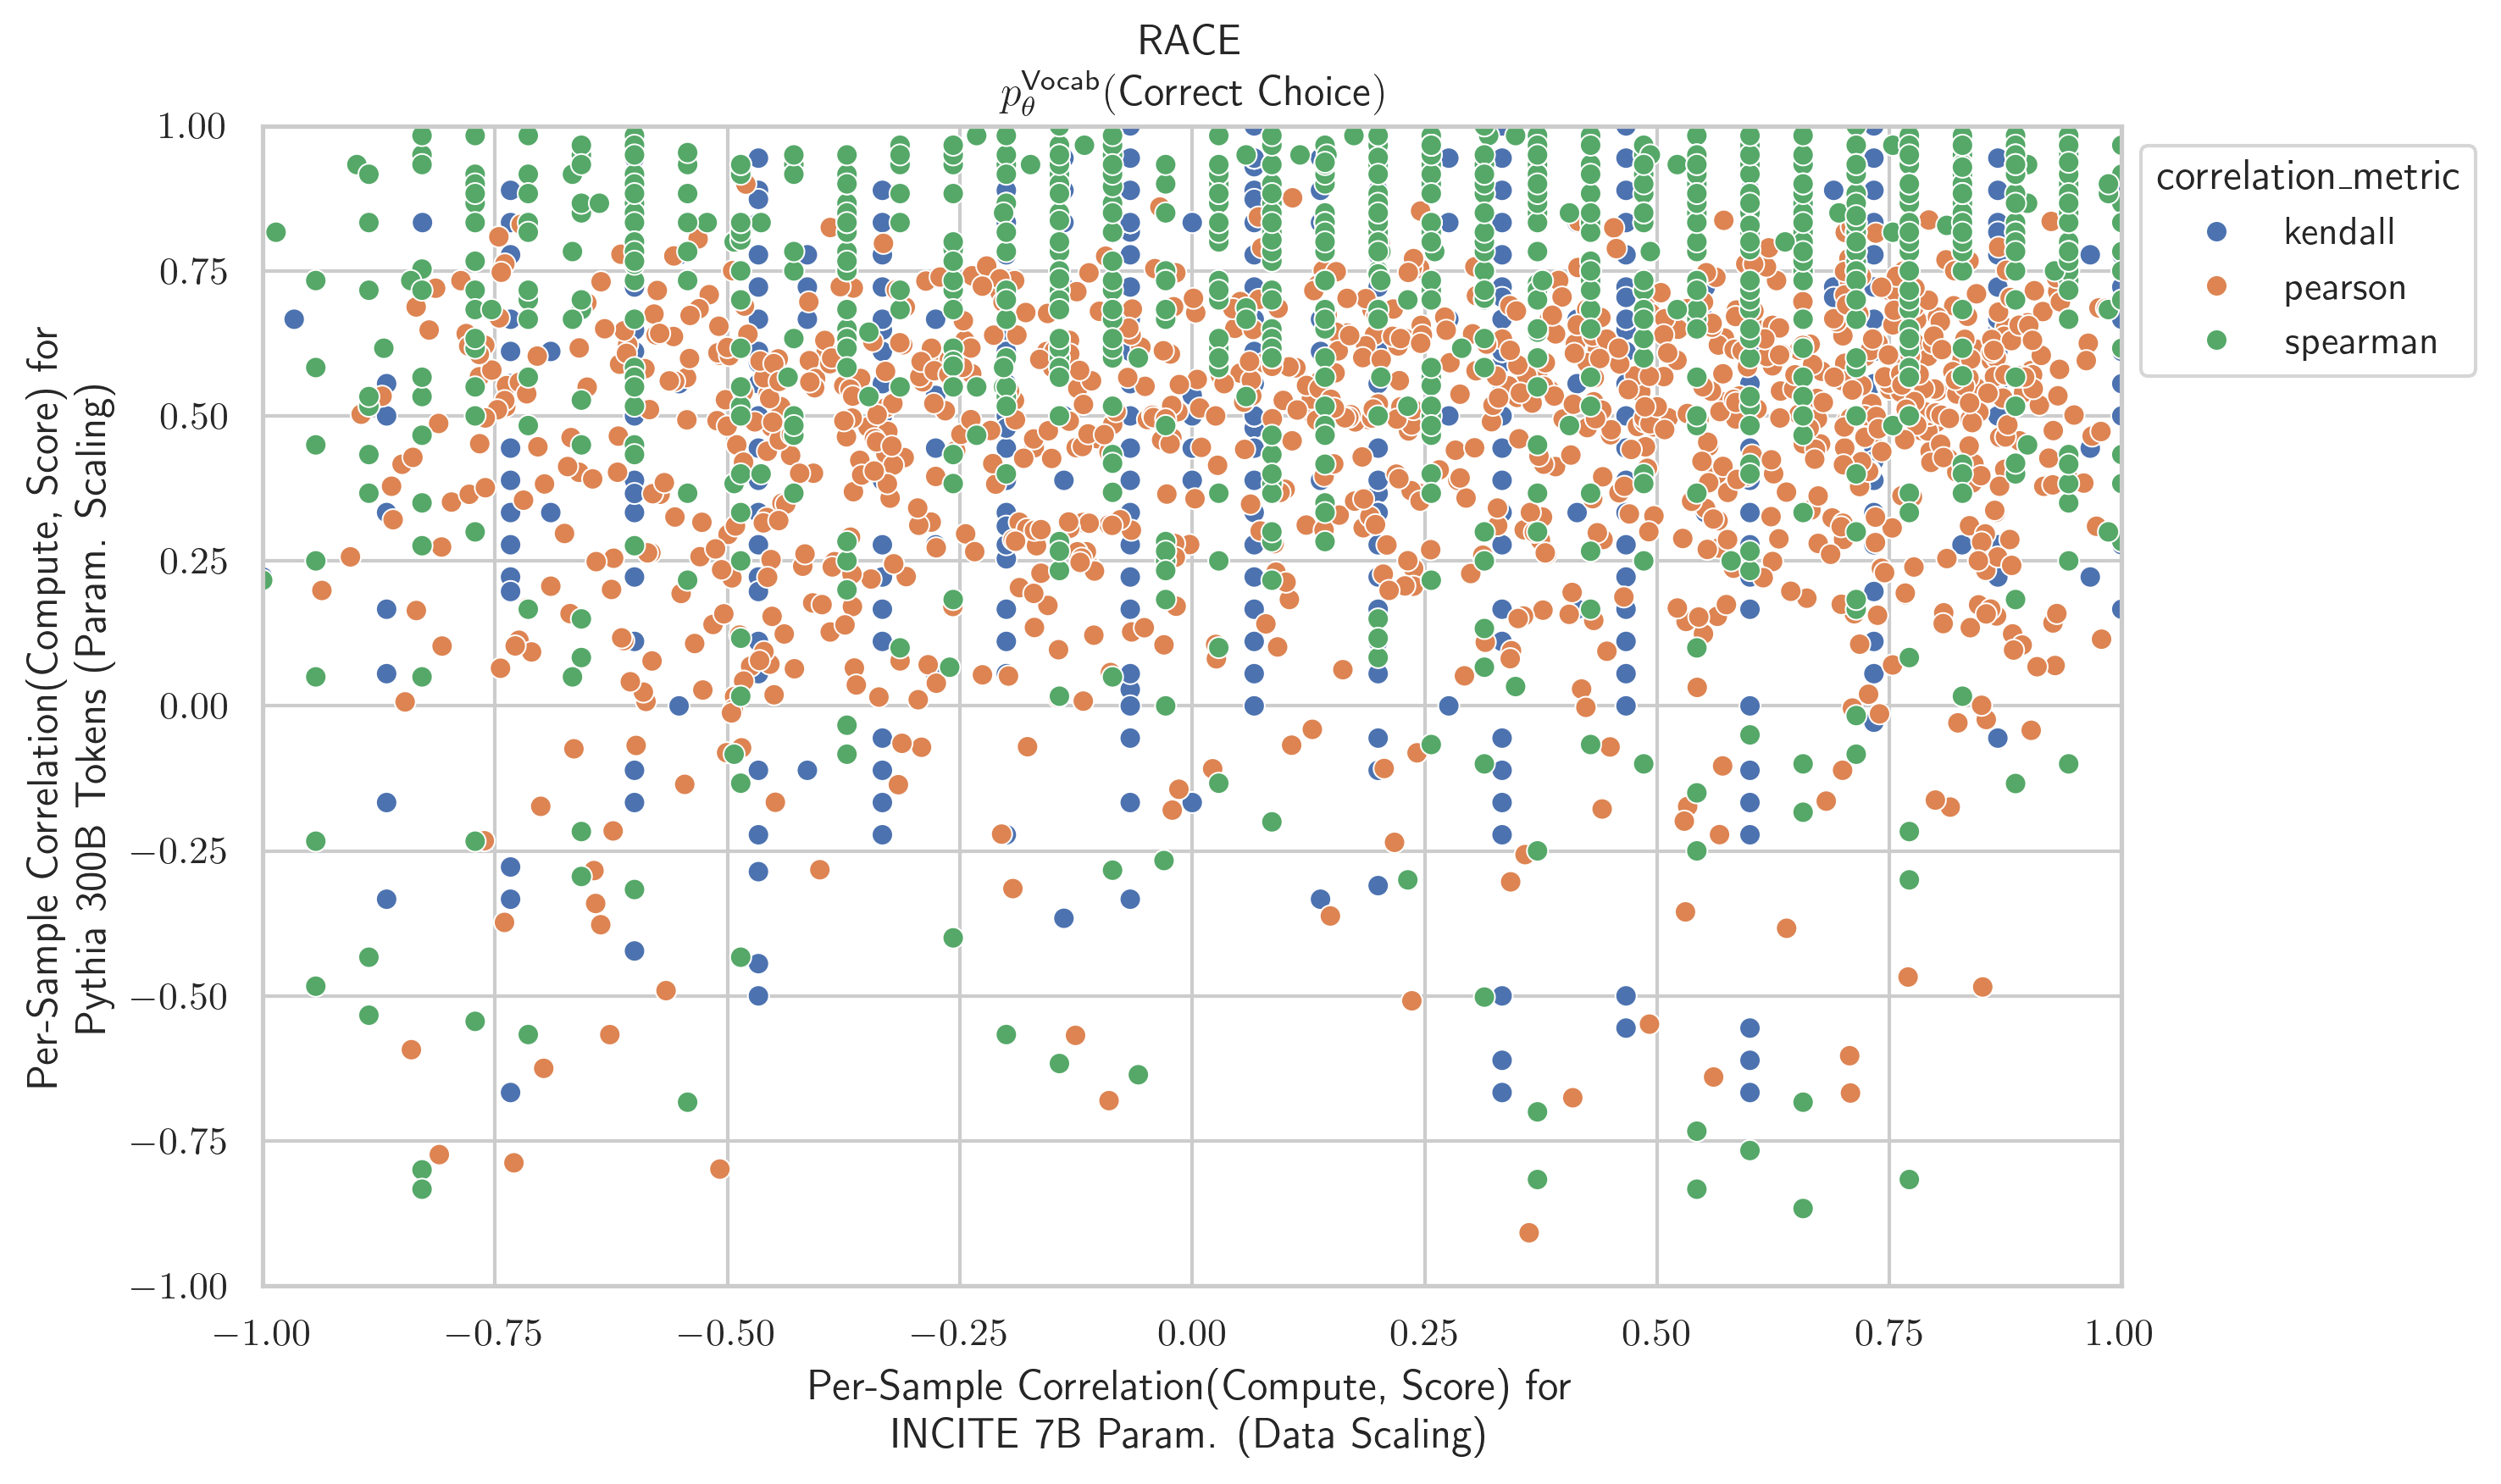 RACE
p_θ^Vocab(Correct Choice)
1.00
0.75
0.50
0.25
0.00
−0.25
−0.50
−0.75
−1.00
Per-Sample Correlation(Compute, Score) for
Pythia 300B Tokens (Param. Scaling)
−1.00 −0.75 −0.50 −0.25 0.00 0.25 0.50 0.75 1.00
Per-Sample Correlation(Compute, Score) for
INCITE 7B Param. (Data Scaling)
correlation_metric
kendall
pearson
spearman